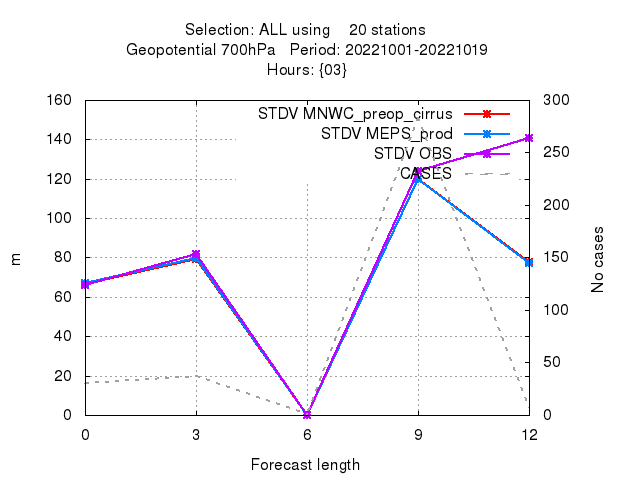 Selection: ALL using    20 stations
Geopotential 700hPa   Period: 20221001-20221019
Hours: {03}
160
140
120
100
80
60
40
20
0
m
300
250
200
150
100
50
0
No cases
STDV MNWC_preop_cirrus
STDV MEPS_prod
STDV OBS
CASES
0 3 6 9 12
Forecast length